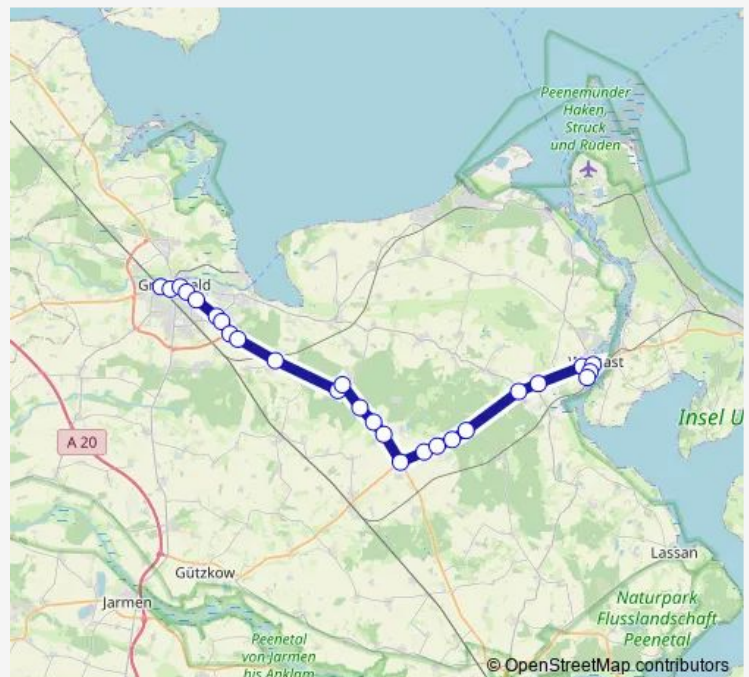 Peenemünder
Haken,
Struck
und Ruden
A 20
Insel U
Gützkow
Lassan
Jarmen
Naturpark
Flusslandschaft
Peenetal
Peenetal
von Jarmen
bis Anklam
© OpenStreetMap contributors